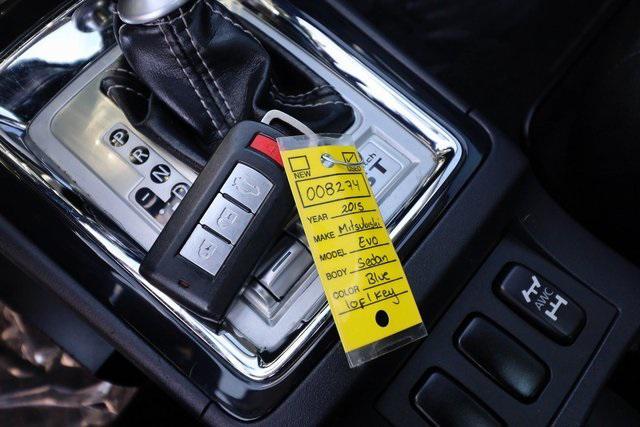 P
R
N
D
NEW
USED
008274
YEAR 2015
MAKE Mitsubishi
MODEL Evo
BODY Sedan
COLOR Blue
1 of 1 Key
AWC